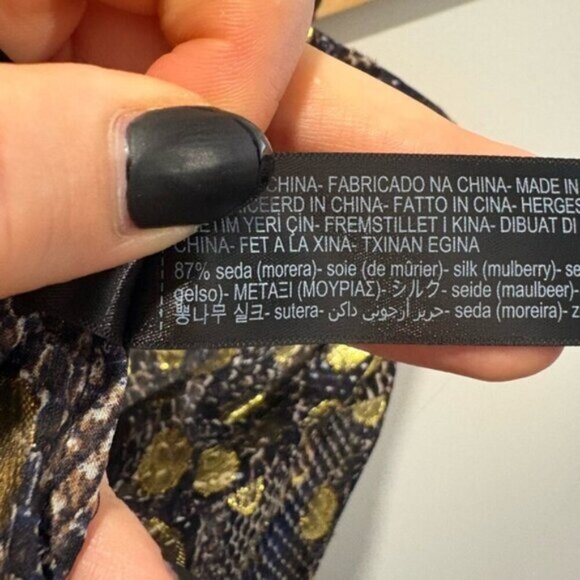 CHINA- FABRICADO NA CHINA- MADE IN
CEERD IN CHINA- FATTO IN CINA- HERGES
ETIM YERİ ÇİN- FREMSTILLET I KINA- DIBUAT DI
CHINA- FET A LA XINA- TXINAN EGINA
87% seda (morera)- soie (de mûrier)- silk (mulberry)- se
gelso)- ΜΕΤΑΞΙ (ΜΟΥΡΙΑΣ)- シルク- seide (maulbeer)-
뽕나무 실크- sutera- حرير أرجواني داكن- seda (moreira)- z